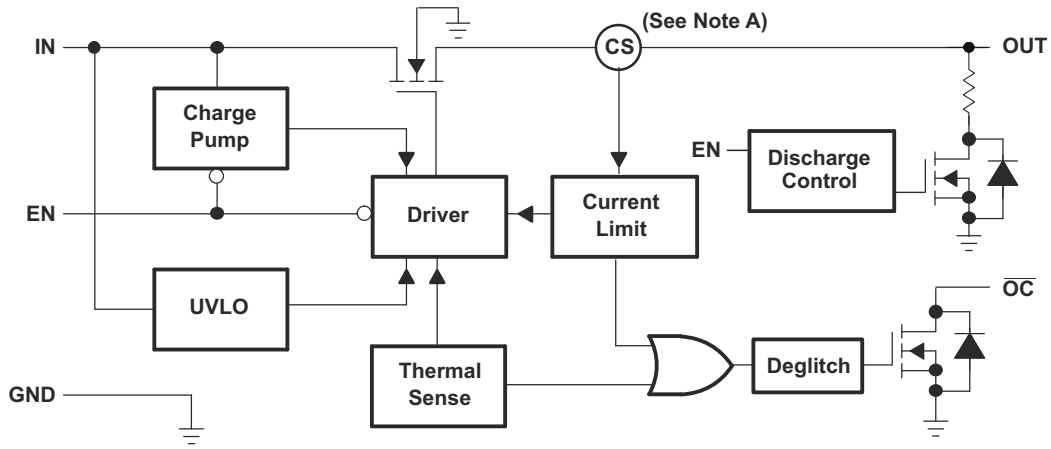 (See Note A)
IN
CS
OUT
Charge
Pump
EN
Discharge
Control
EN
Driver
Current
Limit
UVLO
OC
Thermal
Sense
Deglitch
GND